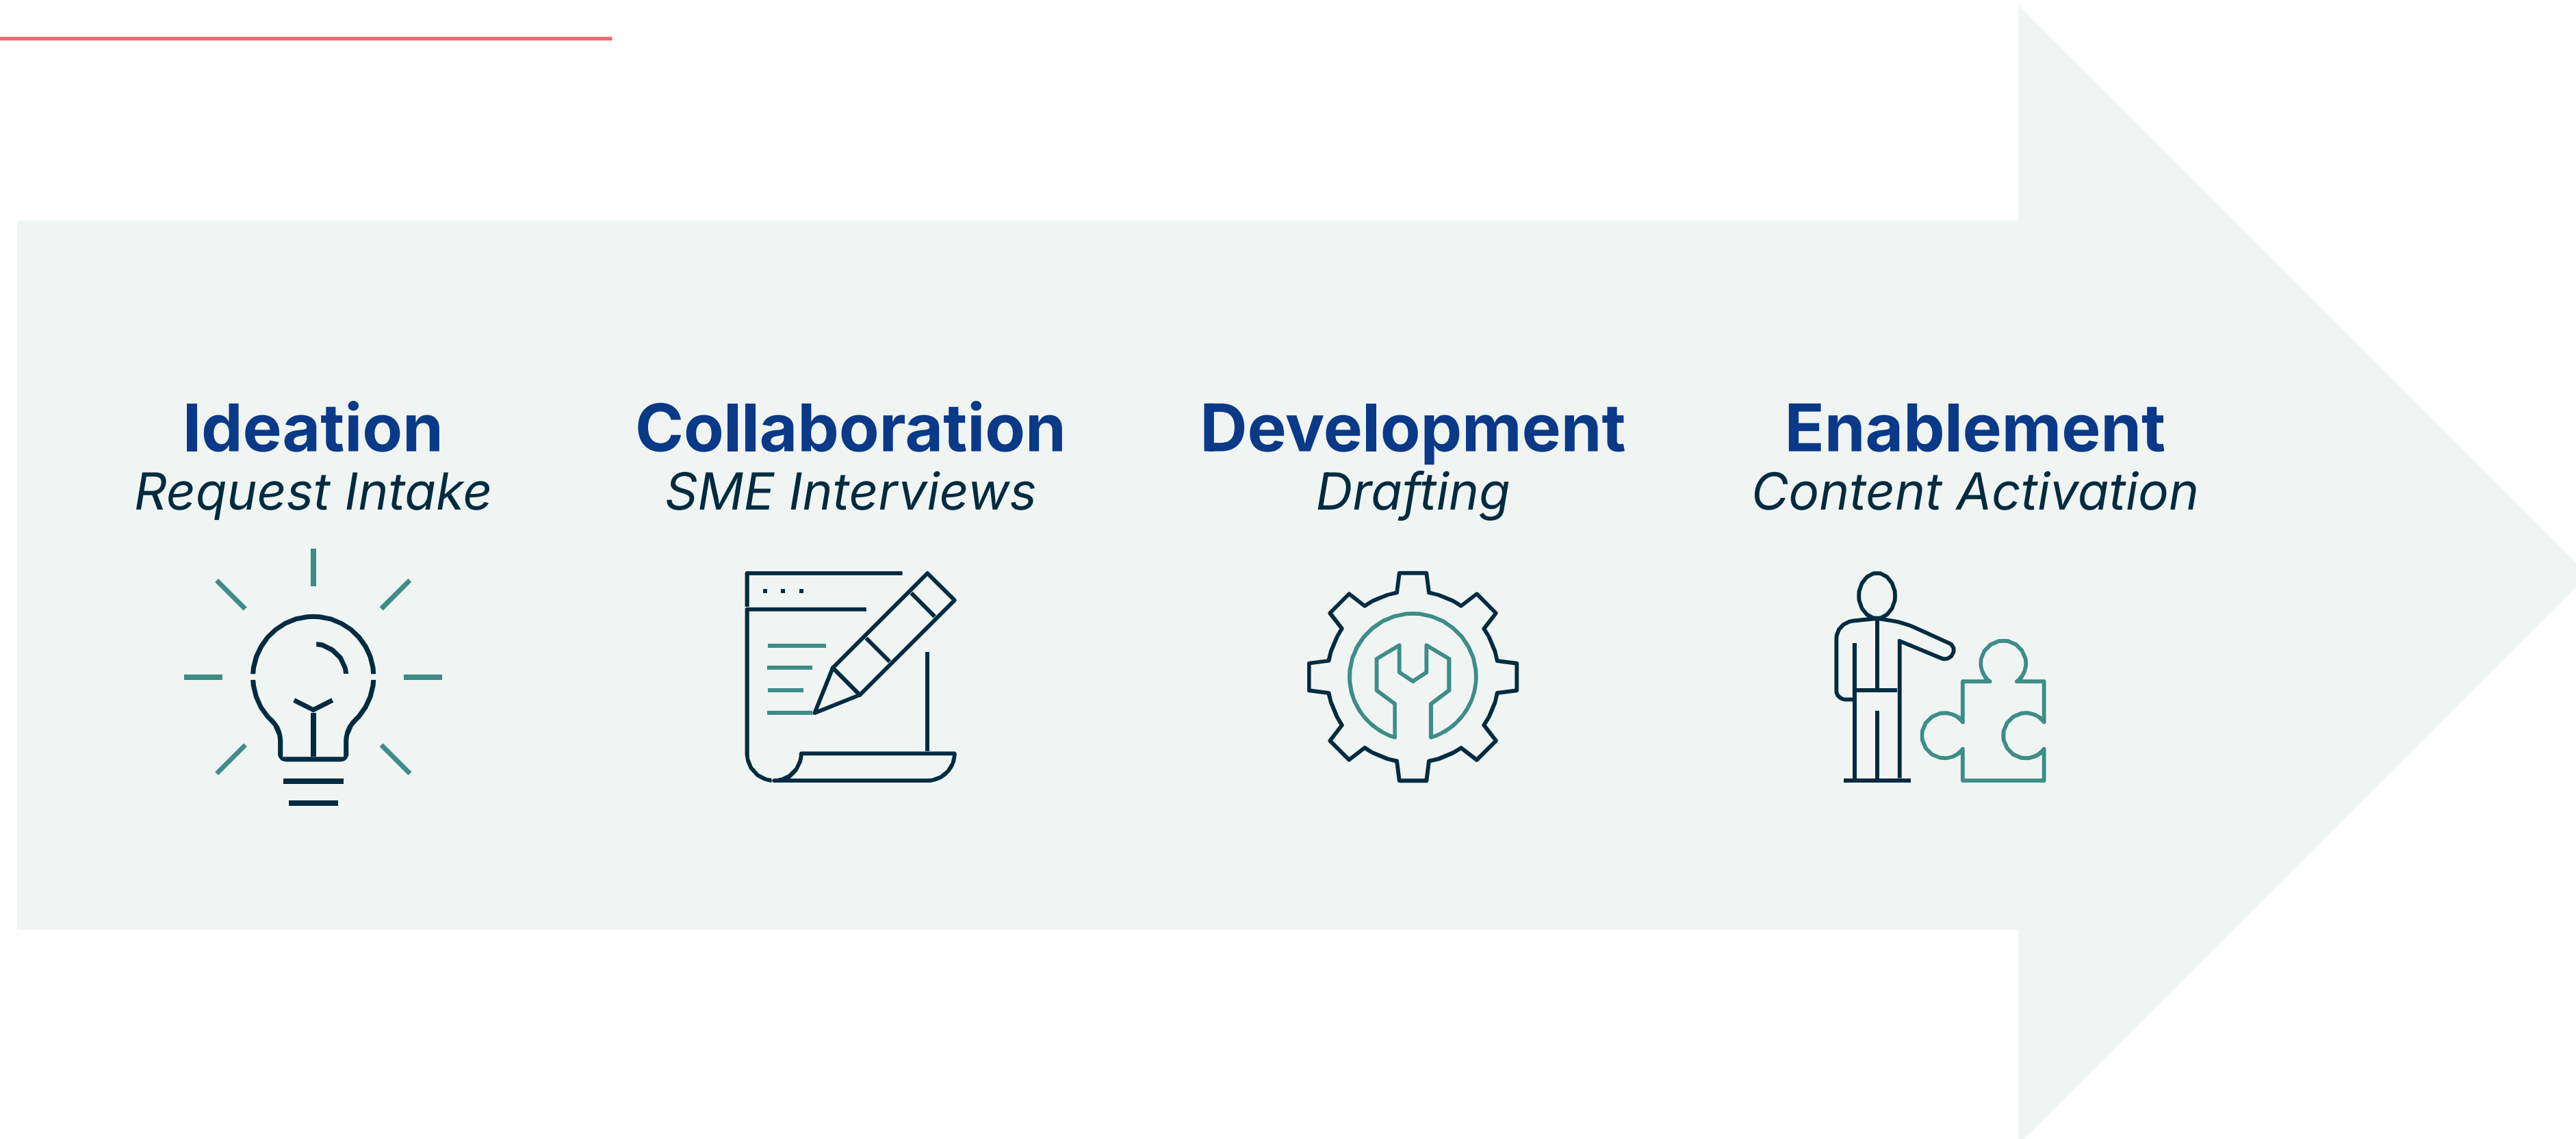 Ideation
Request Intake
Collaboration
SME Interviews
Development
Drafting
Enablement
Content Activation